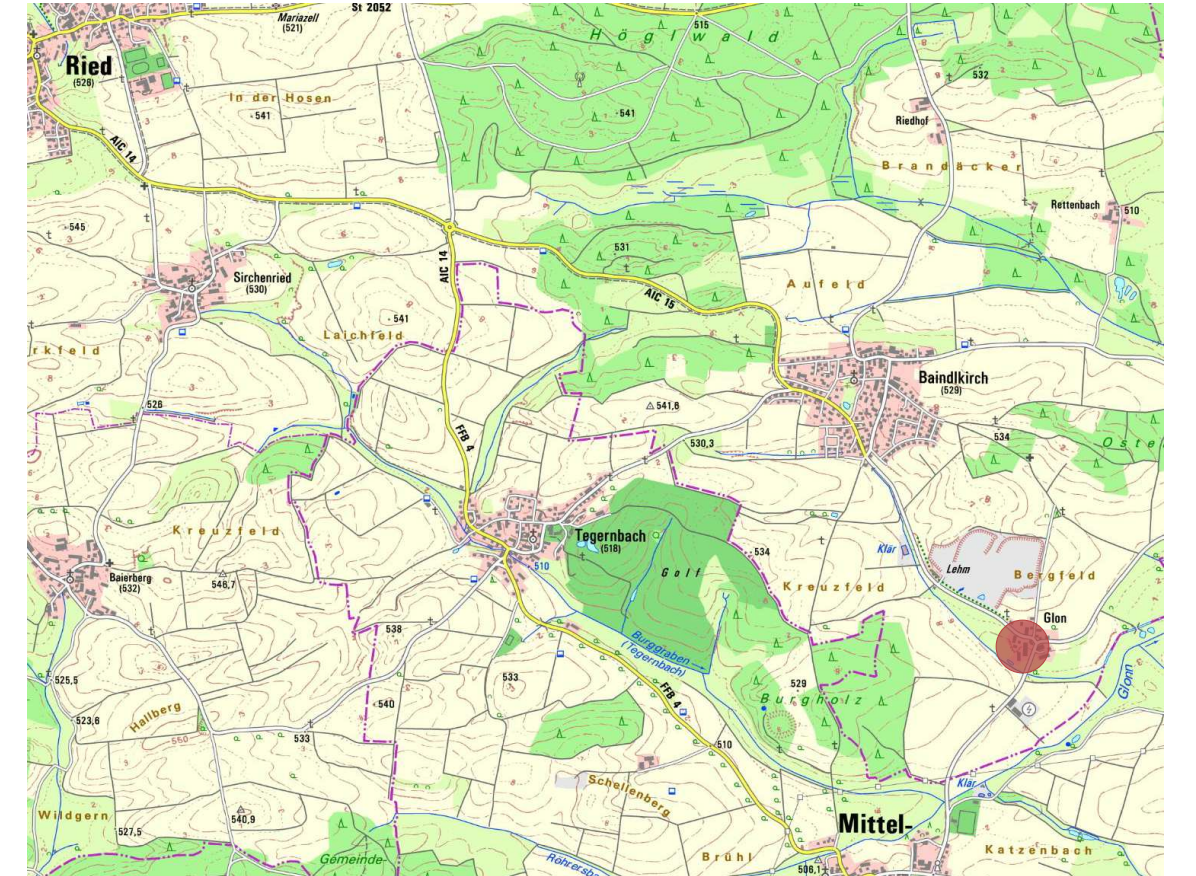 St 2052
Mariazell
(521)
515
Höglwald
Ried
(528)
532
In der Hosen
541
541
Riedhof
AIC 14
Brandäcker
Rettenbach
510
545
531
Sirchenried
(530)
AIC 14
Aufeld
AIC 15
541
Laichfeld
rkfeld
Baindlkirch
(529)
526
541,6
FFB 4
530,3
534
Oste
Kreuzfeld
Tegernbach
(518)
534
Klär
Golf
Lehm
510
Bergfeld
Baierberg
(532)
546,7
Kreuzfeld
Glon
538
Burggraben
(Tegernbach)
525,5
533
529
Glonn
540
FFB 4
Burgholz
523,6
Hallberg
550
533
510
Schellenberg
Klär
540,9
Wildgern
Mittel-
527,5
Gemeinde-
Brühl
Katzenbach
Röhrersba
506,1